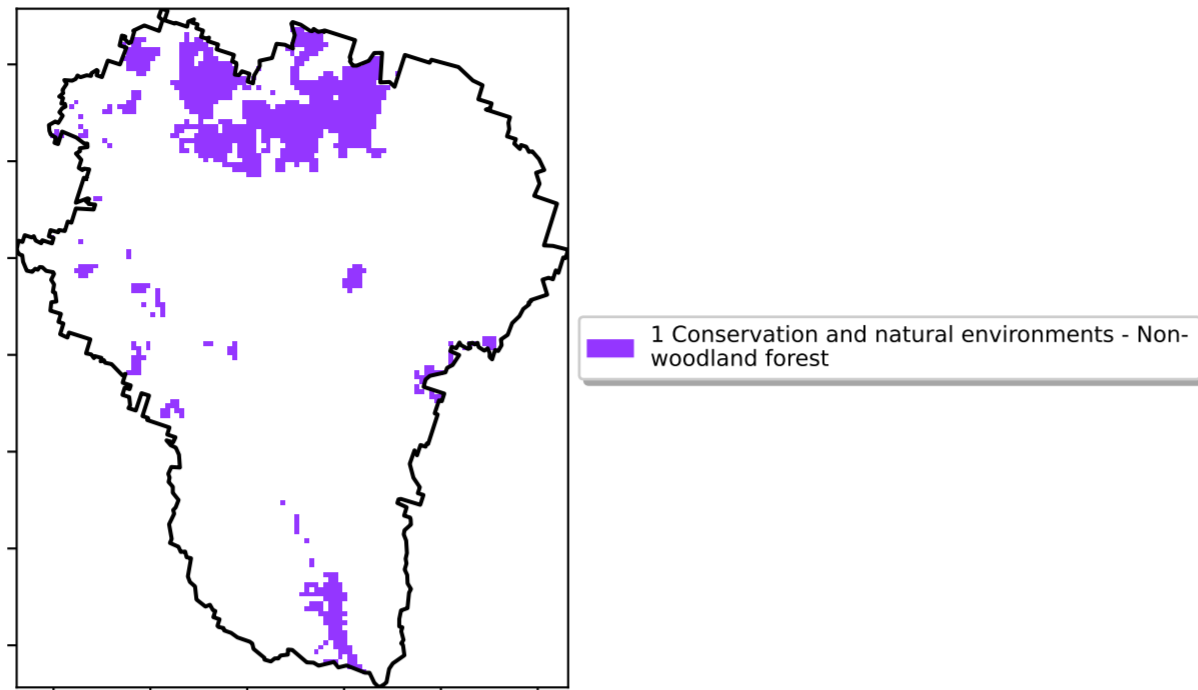 1 Conservation and natural environments - Non-
woodland forest